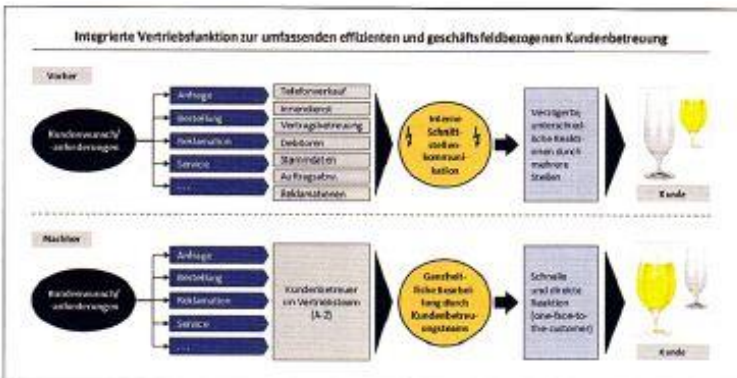 Integrierte Vertriebsfunktion zur umfassenden effizienten und geschäftsfeldbezogenen Kundenbetreuung
Vorher
Kundenwunsch/
-anforderungen
Anfrage
Bestellung
Reklamation
Service
...
Telefonverkauf
Innendienst
Vertragsbetreuung
Debitoren
Stammdaten
Auftragsabw.
Reklamationen
Interne
Schnitt-
stellen-
kommuni-
kation
Verzögerte,
unterschied-
liche Reakti-
onen durch
mehrere
Stellen
Kunde
Nachher
Kundenwunsch/
-anforderungen
Anfrage
Bestellung
Reklamation
Service
...
Kundenbetreuer
im Vertriebsteam
(A-Z)
Ganzheit-
liche Bearbei-
tung durch
Kundenbetreu-
ungsteams
Schnelle
und direkte
Reaktion
(one-face-to-
the-customer)
Kunde